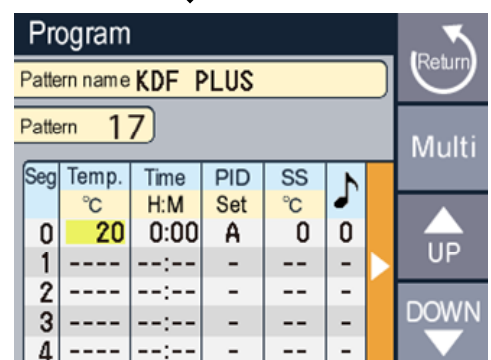 Program
Return
Pattern name KDF PLUS
Pattern 17
Multi
Seg Temp. Time PID SS ♪
°C H:M Set °C
0 20 0:00 A 0 0
UP
1 ---- --:-- - -- -
2 ---- --:-- - -- -
3 ---- --:-- - -- -
DOWN
4 ---- --:-- - -- -